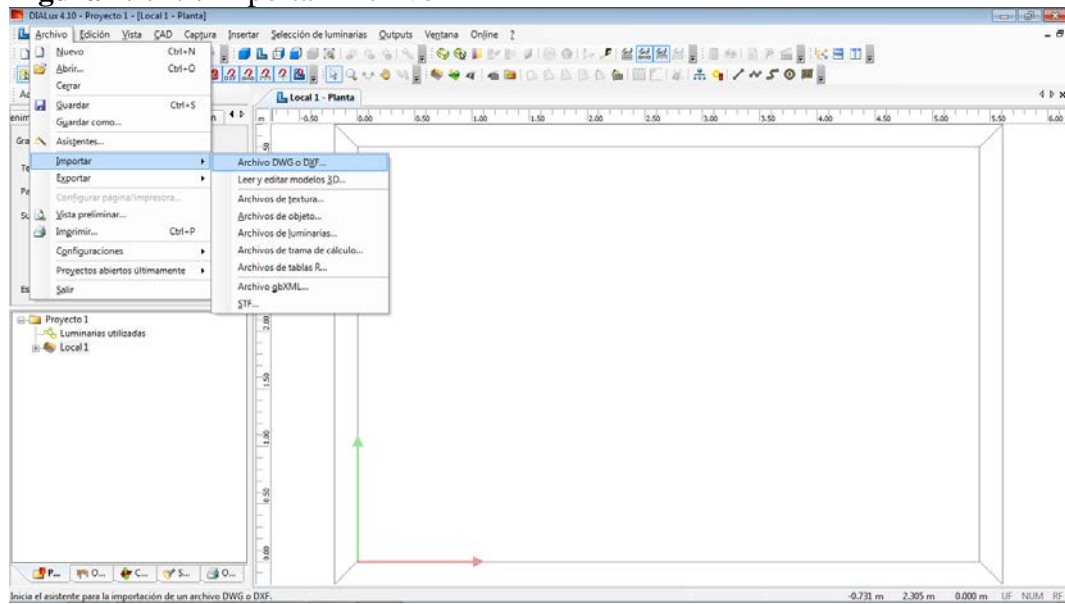 DIALux 4.10 - Proyecto 1 - [Local 1 - Planta]
Archivo Edición Vista CAD Captura Insertar Selección de luminarias Outputs Ventana Online ?
Nuevo Ctrl+N
Abrir... Ctrl+O
Cerrar
Guardar Ctrl+S
Guardar como...
Asistentes...
Importar
Exportar
Configurar página/impresora...
Vista preliminar...
Imprimir... Ctrl+P
Configuraciones
Proyectos abiertos últimamente
Salir
Archivo DWG o DXF...
Leer y editar modelos 3D...
Archivos de textura...
Archivos de objeto...
Archivos de luminarias...
Archivos de trama de cálculo...
Archivos de tablas R...
Archivo gbXML...
STF...
Local 1 - Planta
m -0.50 0.00 0.50 1.00 1.50 2.00 2.50 3.00 3.50 4.00 4.50 5.00 5.50 6.00
2.00
1.50
1.00
0.50
0.00
Proyecto 1
Luminarias utilizadas
Local 1
P... O... C... S... O...
Inicia el asistente para la importación de un archivo DWG o DXF. -0.731 m 2.305 m 0.000 m UF NUM RF